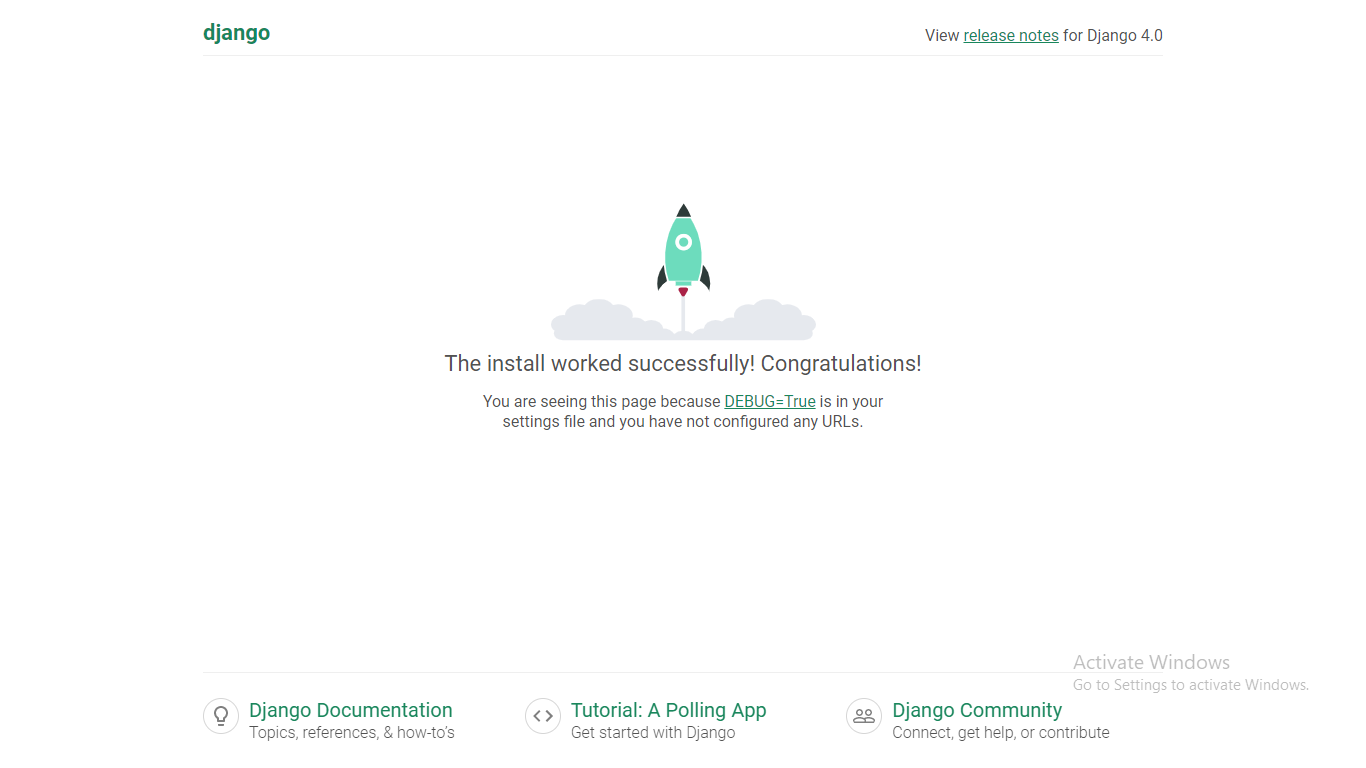 django
View release notes for Django 4.0
The install worked successfully! Congratulations!
You are seeing this page because DEBUG=True is in your
settings file and you have not configured any URLs.
Activate Windows
Go to Settings to activate Windows.
Django Documentation
Topics, references, & how-to’s
Tutorial: A Polling App
Get started with Django
Django Community
Connect, get help, or contribute